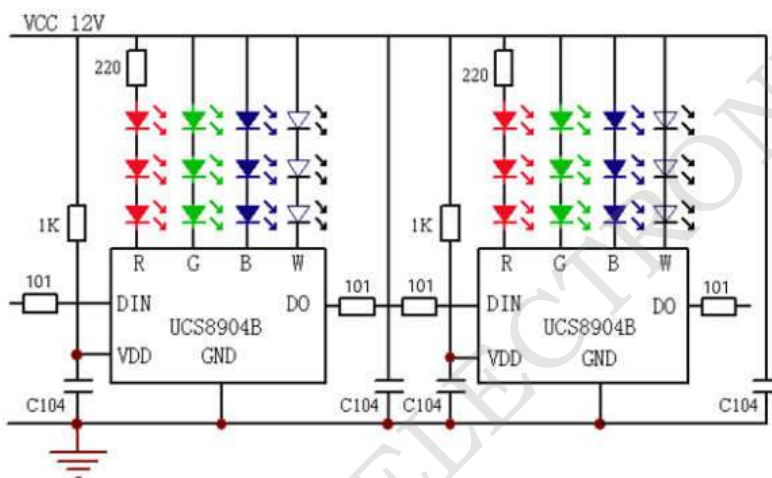 VCC 12V
220
220
1K
1K
R G B W
R G B W
101
DIN
DO
101
101
DIN
DO
101
UCS8904B
UCS8904B
VDD
GND
VDD
GND
C104
C104
C104
ELECTRON